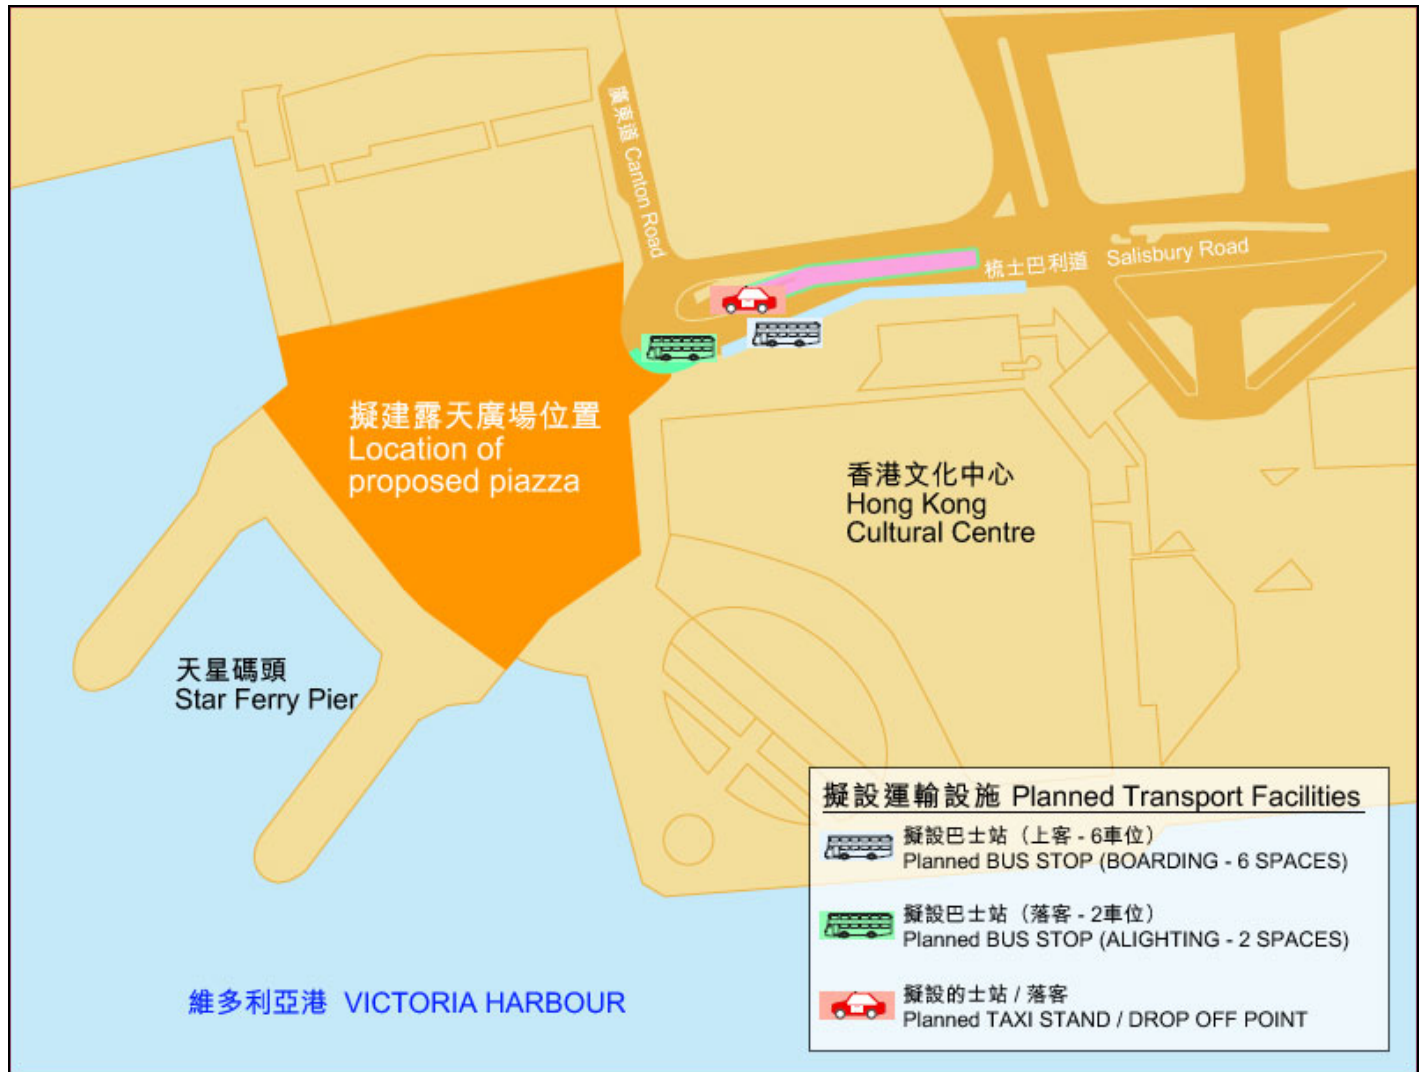 廣東道 Canton Road
梳士巴利道 Salisbury Road
擬建露天廣場位置
Location of
proposed piazza
香港文化中心
Hong Kong
Cultural Centre
天星碼頭
Star Ferry Pier
擬設運輸設施 Planned Transport Facilities
擬設巴士站（上客 - 6車位）
Planned BUS STOP (BOARDING - 6 SPACES)
擬設巴士站（落客 - 2車位）
Planned BUS STOP (ALIGHTING - 2 SPACES)
擬設的士站 / 落客
Planned TAXI STAND / DROP OFF POINT
維多利亞港 VICTORIA HARBOUR